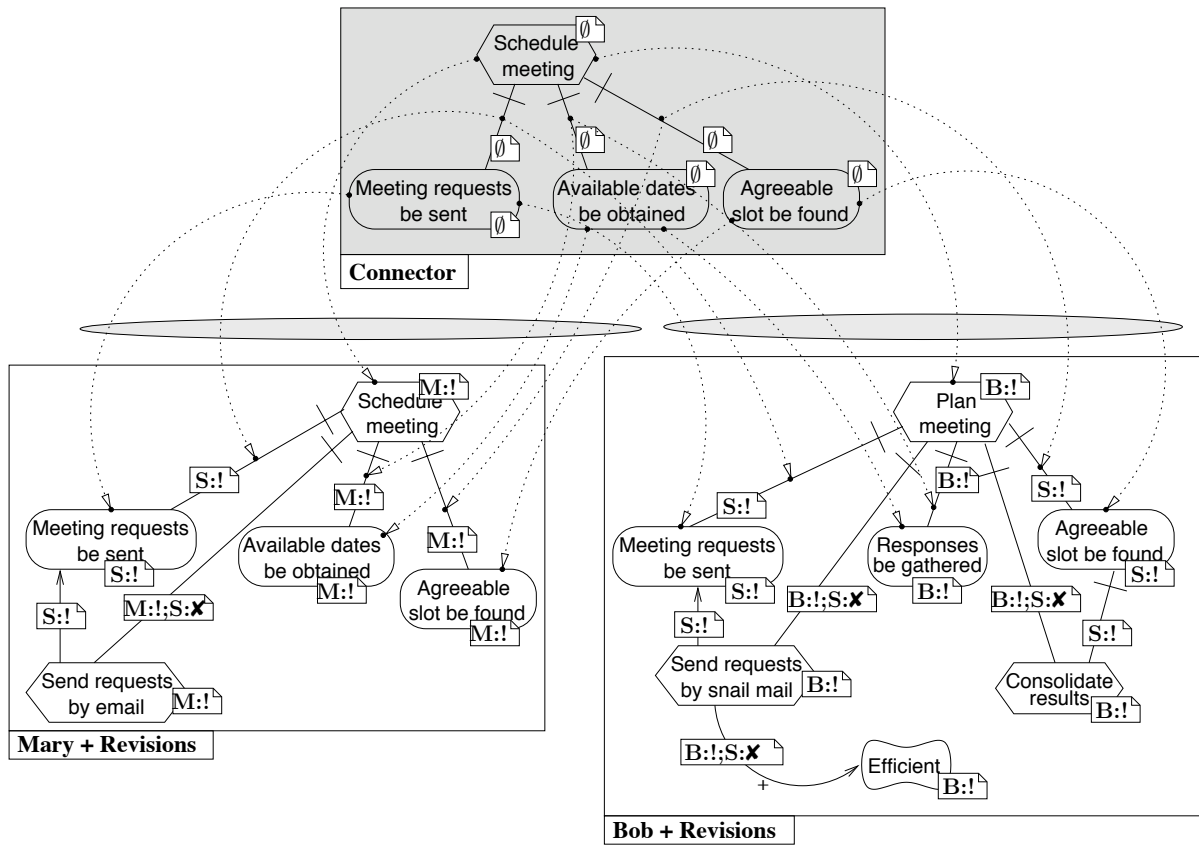 ∅
Schedule
meeting
∅
∅
∅
Meeting requests
be sent
∅
Available dates
be obtained
∅
Agreeable
slot be found
∅
Connector
M:!
Schedule
meeting
S:!
M:!
M:!
Meeting requests
be sent
S:!
Available dates
be obtained
M:!
Agreeable
slot be found
M:!
S:!
M:!;S:✘
Send requests
by email
M:!
Mary + Revisions
B:!
Plan
meeting
S:!
B:!
S:!
Meeting requests
be sent
S:!
Responses
be gathered
B:!
Agreeable
slot be found
S:!
B:!;S:✘
B:!;S:✘
S:!
S:!
Send requests
by snail mail
B:!
Consolidate
results
B:!
B:!;S:✘
+
Efficient
B:!
Bob + Revisions